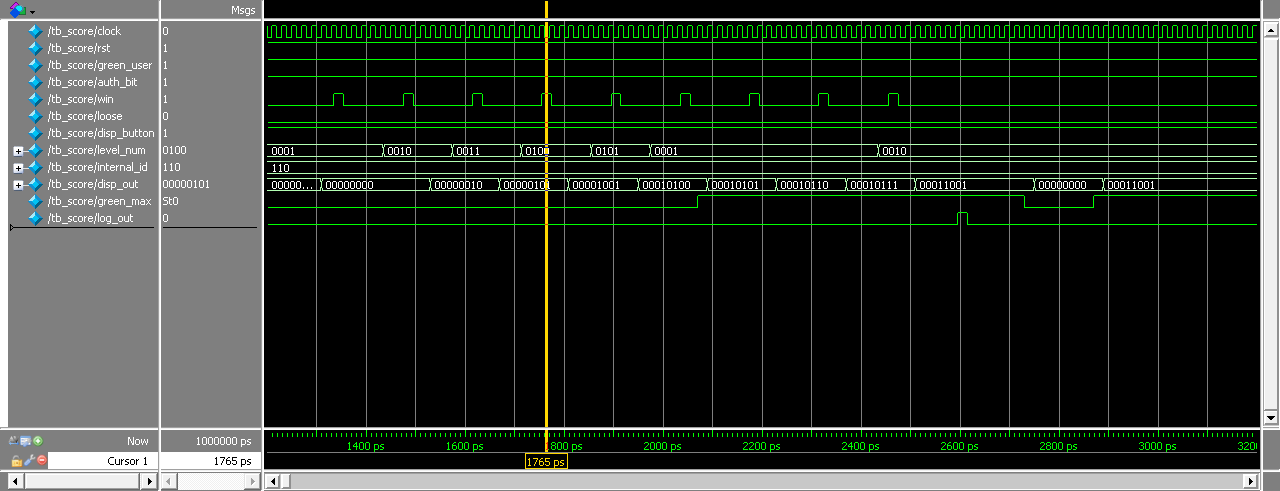 Msgs
/tb_score/clock 0
/tb_score/rst 1
/tb_score/green_user 1
/tb_score/auth_bit 1
/tb_score/win 1
/tb_score/loose 0
/tb_score/disp_button 1
/tb_score/level_num 0100 0001 0010 0011 0100 0101 0001 0010
/tb_score/internal_id 110 110
/tb_score/disp_out 00000101 00000... 00000000 00000010 00000101 00001001 00010100 00010101 00010110 00010111 00011001 00000000 00011001
/tb_score/green_max St0
/tb_score/log_out 0
Now 1000000 ps 1400 ps 1600 ps 1800 ps 2000 ps 2200 ps 2400 ps 2600 ps 2800 ps 3000 ps 3200
Cursor 1 1765 ps 1765 ps